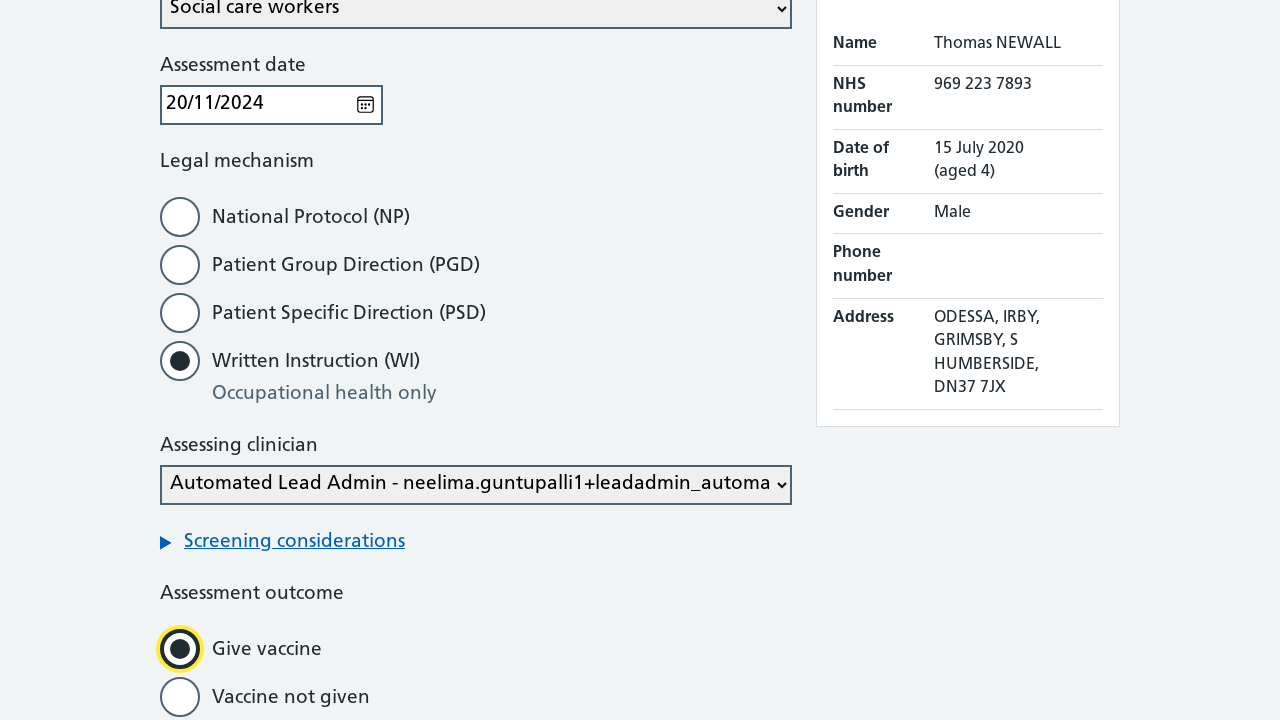 Social care workers
Assessment date
20/11/2024
Legal mechanism
National Protocol (NP)
Patient Group Direction (PGD)
Patient Specific Direction (PSD)
Written Instruction (WI)
Occupational health only
Assessing clinician
Automated Lead Admin - neelima.guntupalli1+leadadmin_automa
Screening considerations
Assessment outcome
Give vaccine
Vaccine not given
Name Thomas NEWALL
NHS number 969 223 7893
Date of birth 15 July 2020 (aged 4)
Gender Male
Phone number
Address ODESSA, IRBY,
GRIMSBY, S
HUMBERSIDE,
DN37 7JX